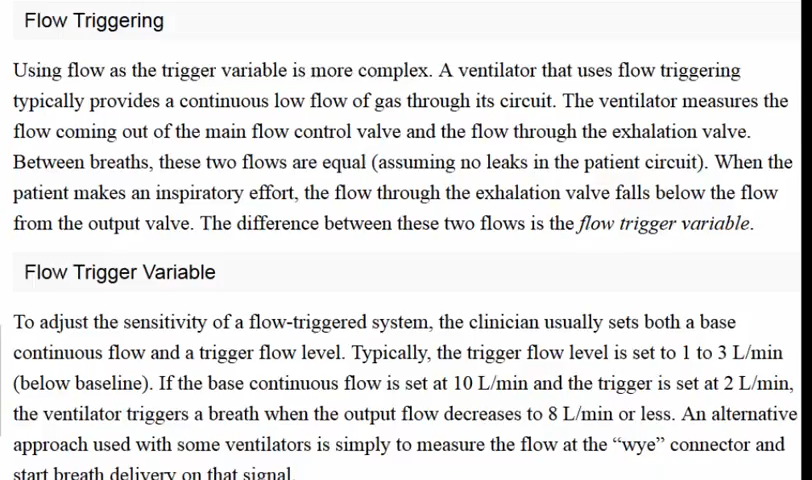 Flow Triggering
Using flow as the trigger variable is more complex. A ventilator that uses flow triggering
typically provides a continuous low flow of gas through its circuit. The ventilator measures the
flow coming out of the main flow control valve and the flow through the exhalation valve.
Between breaths, these two flows are equal (assuming no leaks in the patient circuit). When the
patient makes an inspiratory effort, the flow through the exhalation valve falls below the flow
from the output valve. The difference between these two flows is the flow trigger variable.
Flow Trigger Variable
To adjust the sensitivity of a flow-triggered system, the clinician usually sets both a base
continuous flow and a trigger flow level. Typically, the trigger flow level is set to 1 to 3 L/min
(below baseline). If the base continuous flow is set at 10 L/min and the trigger is set at 2 L/min,
the ventilator triggers a breath when the output flow decreases to 8 L/min or less. An alternative
approach used with some ventilators is simply to measure the flow at the “wye” connector and
start breath delivery on that signal.